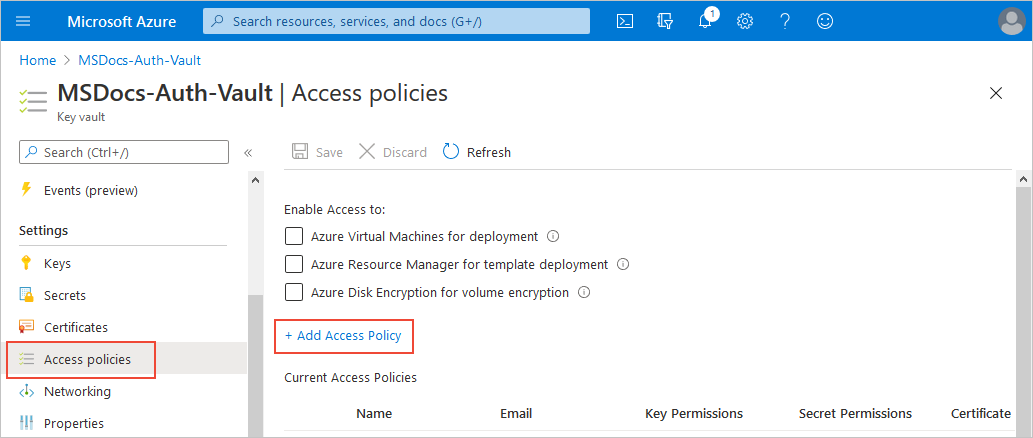 Microsoft Azure
Search resources, services, and docs (G+/)
1
Home > MSDocs-Auth-Vault
MSDocs-Auth-Vault | Access policies
Key vault
Search (Ctrl+/)
«
Save
Discard
Refresh
Events (preview)
Settings
Keys
Secrets
Certificates
Access policies
Networking
Properties
Enable Access to:
Azure Virtual Machines for deployment
Azure Resource Manager for template deployment
Azure Disk Encryption for volume encryption
+ Add Access Policy
Current Access Policies
Name Email Key Permissions Secret Permissions Certificate